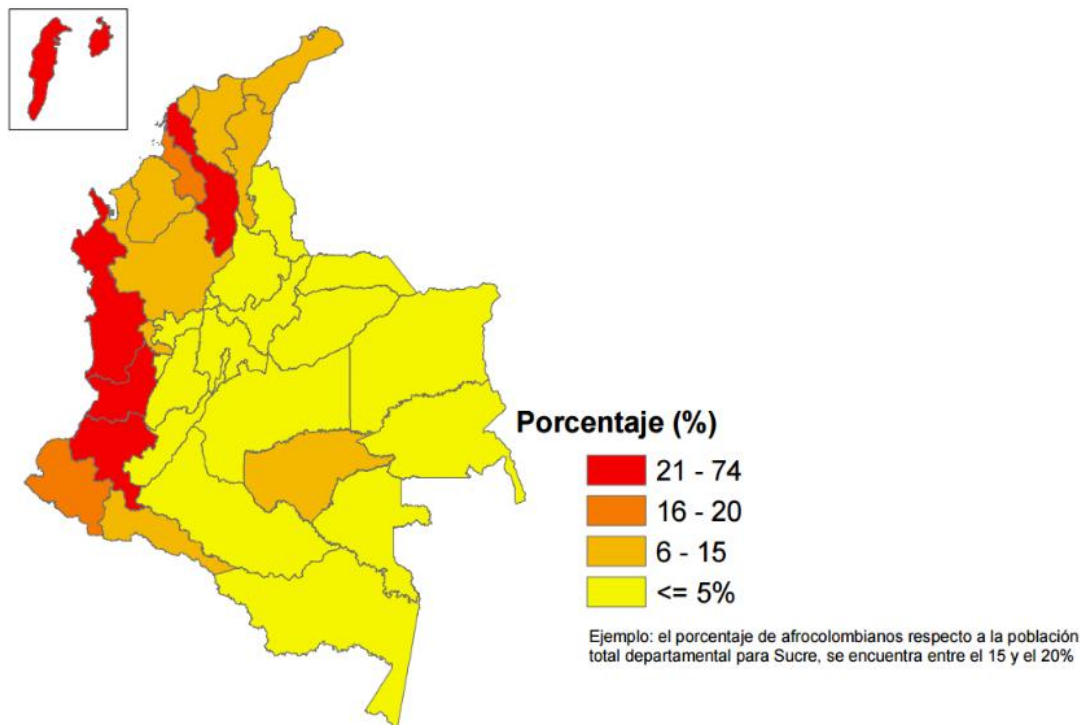 Porcentaje (%)
21 - 74
16 - 20
6 - 15
<= 5%
Ejemplo: el porcentaje de afrocolombianos respecto a la población
total departamental para Sucre, se encuentra entre el 15 y el 20%